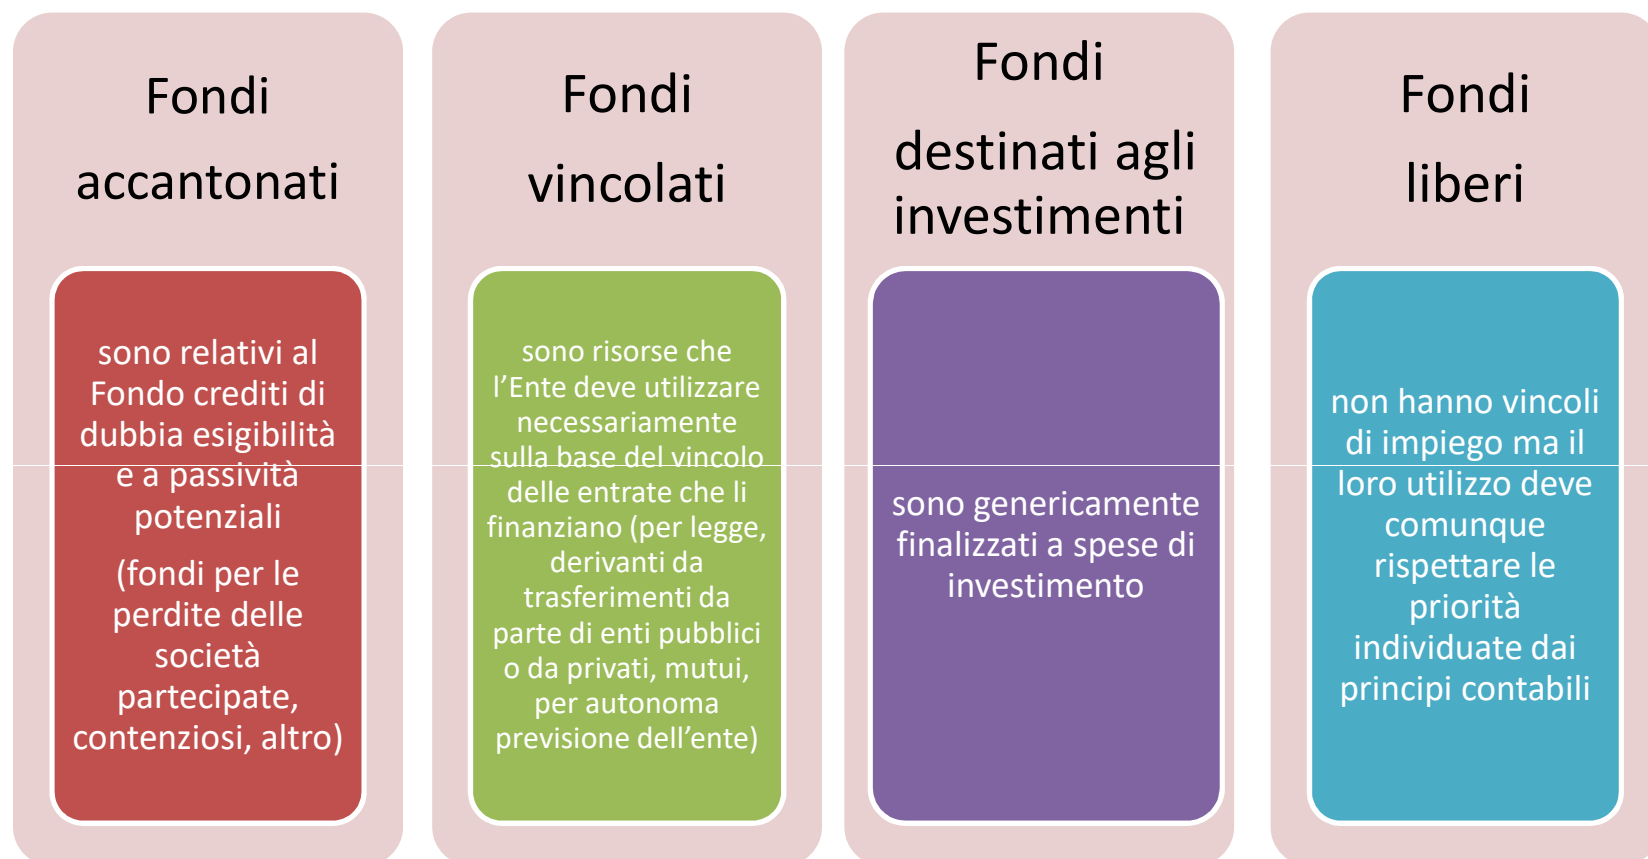 Fondi
accantonati
sono relativi al
Fondo crediti di
dubbia esigibilità
e a passività
potenziali
(fondi per le
perdite delle
società
partecipate,
contenziosi, altro)
Fondi
vincolati
sono risorse che
l’Ente deve utilizzare
necessariamente
sulla base del vincolo
delle entrate che li
finanziano (per legge,
derivanti da
trasferimenti da
parte di enti pubblici
o da privati, mutui,
per autonoma
previsione dell’ente)
Fondi
destinati agli
investimenti
sono genericamente
finalizzati a spese di
investimento
Fondi
liberi
non hanno vincoli
di impiego ma il
loro utilizzo deve
comunque
rispettare le
priorità
individuate dai
principi contabili